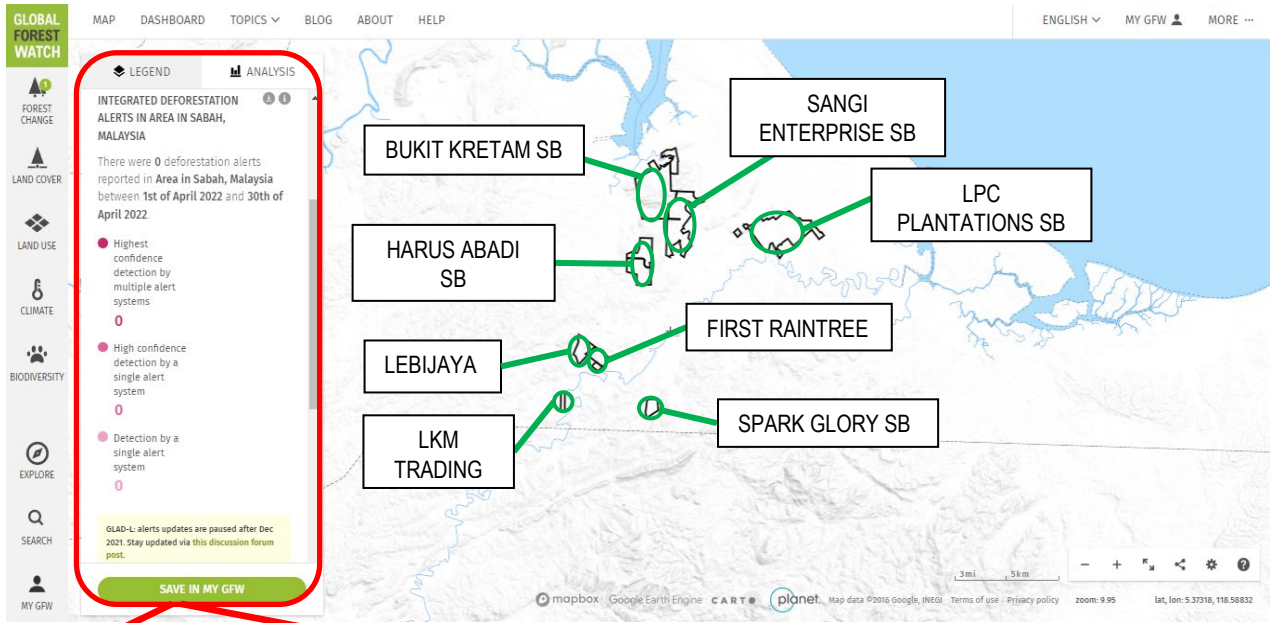 GLOBAL
FOREST
WATCH
MAP DASHBOARD TOPICS BLOG ABOUT HELP
ENGLISH MY GFW MORE ···
1
FOREST
CHANGE
LAND COVER
LAND USE
CLIMATE
BIODIVERSITY
EXPLORE
SEARCH
MY GFW
LEGEND ANALYSIS
INTEGRATED DEFORESTATION
ALERTS IN AREA IN SABAH,
MALAYSIA
There were 0 deforestation alerts
reported in Area in Sabah, Malaysia
between 1st of April 2022 and 30th of
April 2022.
Highest
confidence
detection by
multiple alert
systems
0
High confidence
detection by a
single alert
system
0
Detection by a
single alert
system
0
GLAD-L: alerts updates are paused after Dec
2021. Stay updated via this discussion forum
post.
SAVE IN MY GFW
BUKIT KRETAM SB
SANGI
ENTERPRISE SB
LPC
PLANTATIONS SB
HARUS ABADI
SB
FIRST RAINTREE
LEBIJAYA
SPARK GLORY SB
LKM
TRADING
3mi 5km
mapbox Google Earth Engine CARTO planet. Map data ©2016 Google, INEGI Terms of use Privacy policy zoom: 9.95 lat, lon: 5.37318, 118.58832